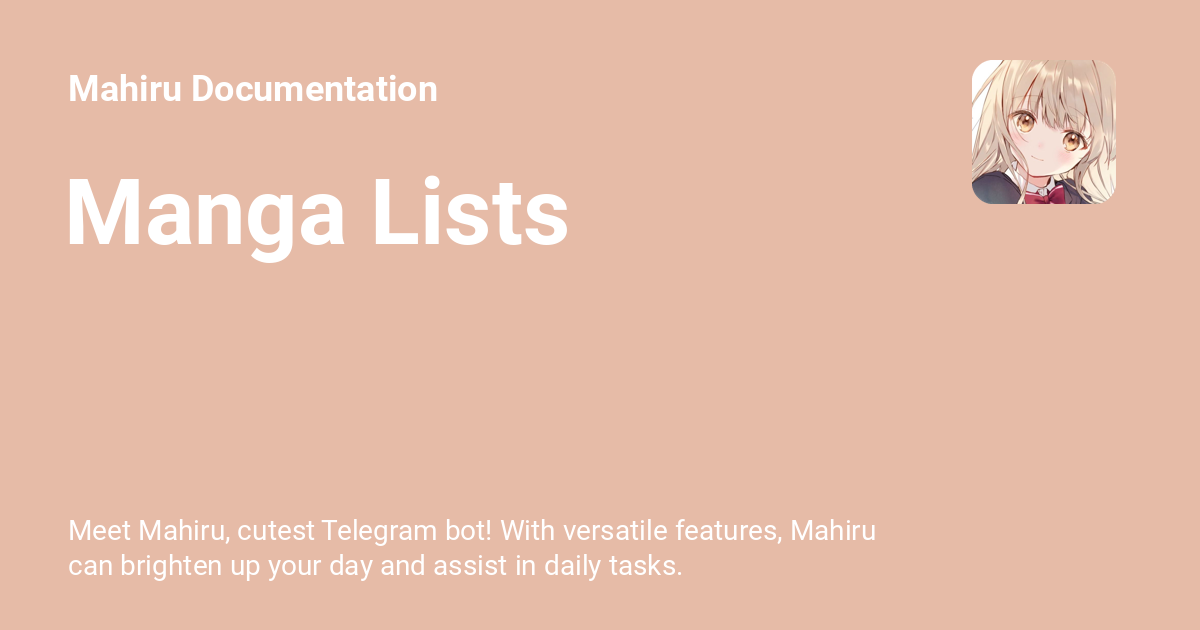 Mahiru Documentation
Manga Lists
Meet Mahiru, cutest Telegram bot! With versatile features, Mahiru
can brighten up your day and assist in daily tasks.